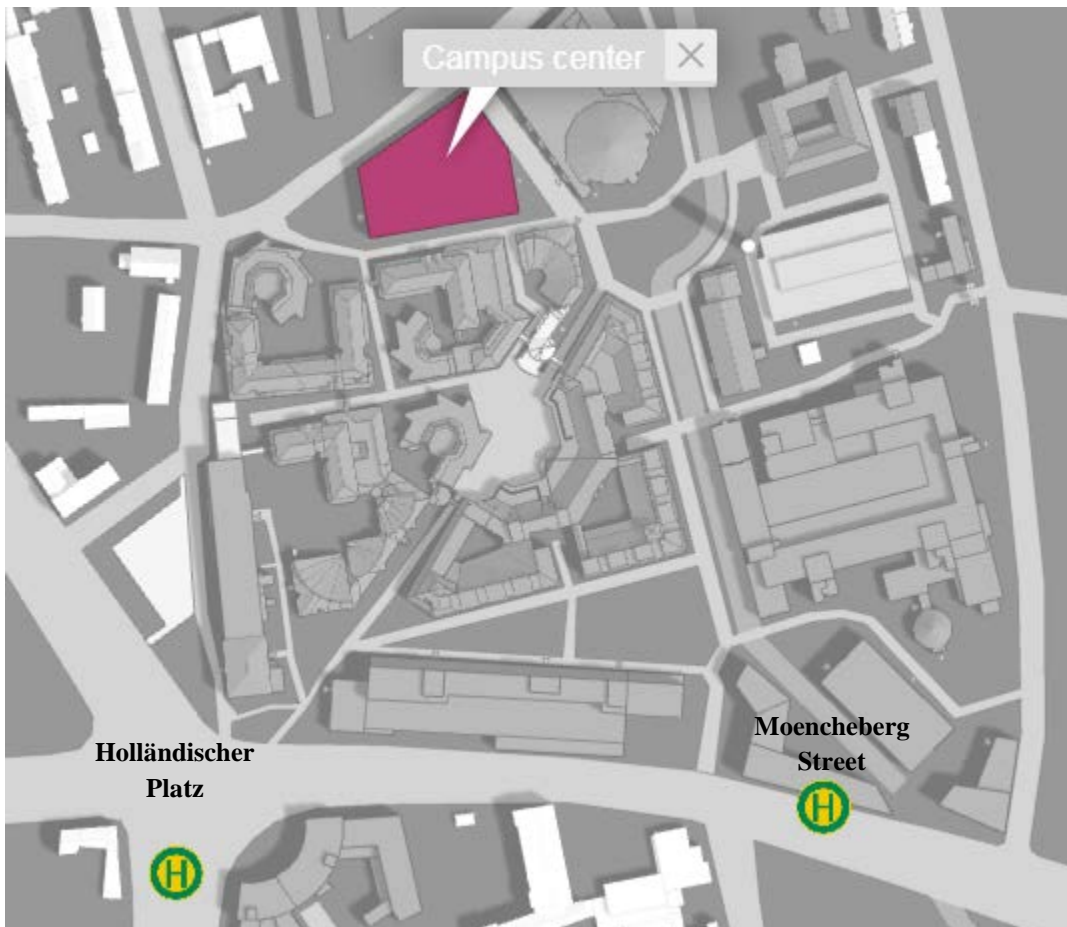 Campus center
Holländischer
Platz
Moencheberg
Street
H
H